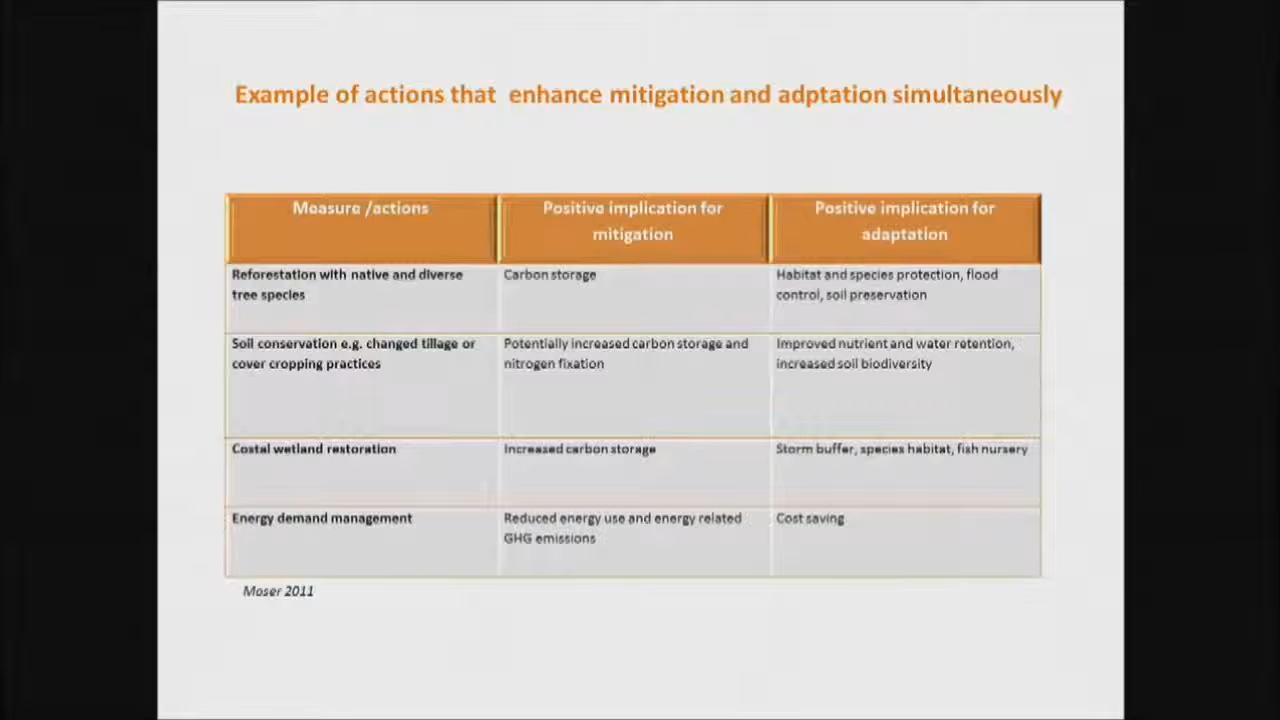 Example of actions that enhance mitigation and adptation simultaneously
Measure /actions
Positive implication for
mitigation
Positive implication for
adaptation
Reforestation with native and diverse
tree species
Carbon storage
Habitat and species protection, flood
control, soil preservation
Soil conservation e.g. changed tillage or
cover cropping practices
Potentially increased carbon storage and
nitrogen fixation
Improved nutrient and water retention,
increased soil biodiversity
Costal wetland restoration
Increased carbon storage
Storm buffer, species habitat, fish nursery
Energy demand management
Reduced energy use and energy related
GHG emissions
Cost saving
Moser 2011